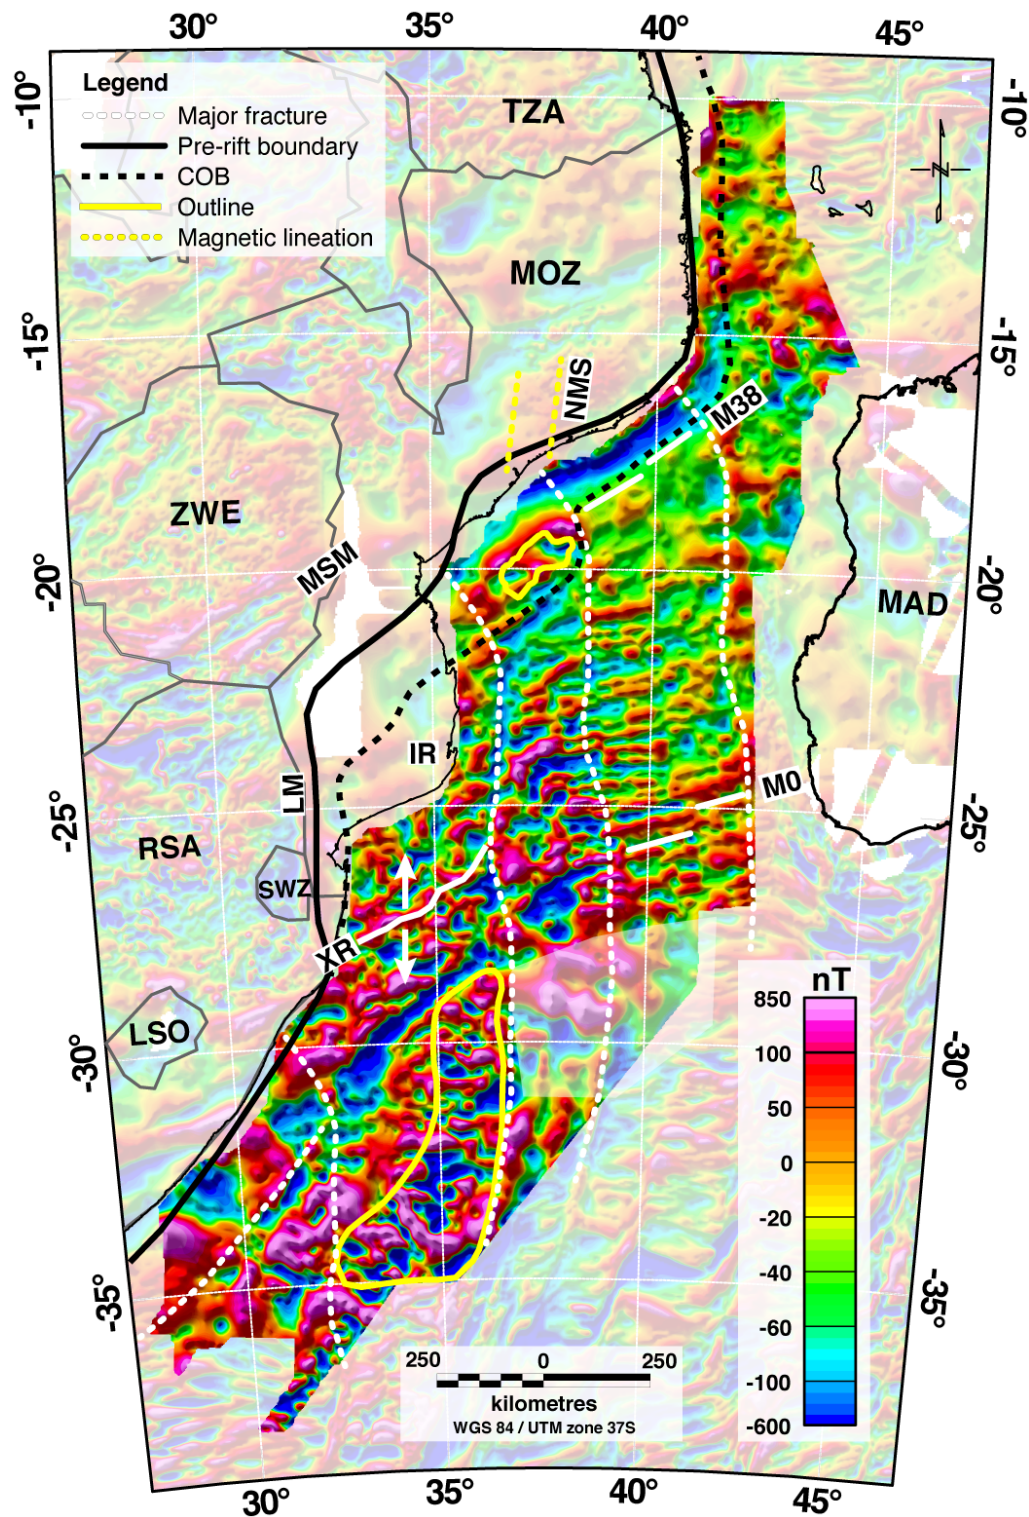 30°
35°
40°
45°
-10°
-10°
Legend
Major fracture
Pre-rift boundary
COB
Outline
Magnetic lineation
TZA
N
MOZ
-15°
-15°
NMS
M38
ZWE
MSM
-20°
-20°
MAD
IR
LM
M0
-25°
-25°
RSA
SWZ
XR
nT
850
100
50
0
-20
-40
-60
-100
-600
LSO
-30°
-30°
-35°
-35°
250 0 250
kilometres
WGS 84 / UTM zone 37S
30°
35°
40°
45°